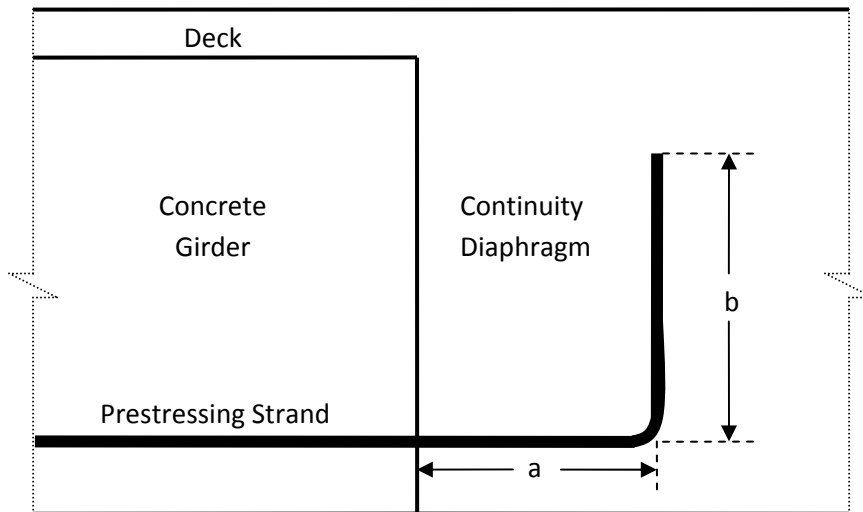 Deck
Concrete
Girder
Continuity
Diaphragm
b
Prestressing Strand
a